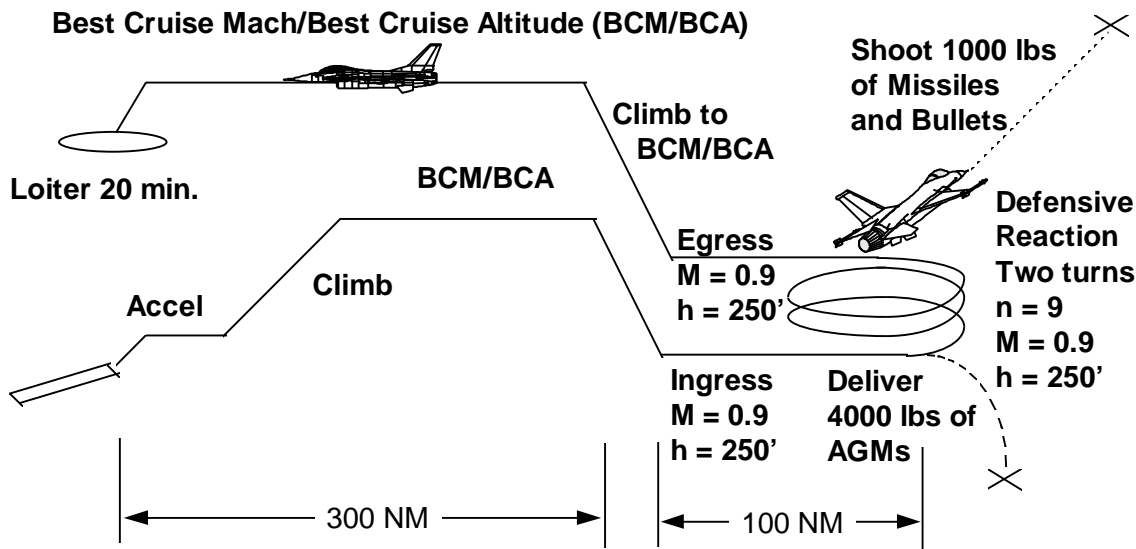 Best Cruise Mach/Best Cruise Altitude (BCM/BCA)
Shoot 1000 lbs
of Missiles
and Bullets
Climb to
BCM/BCA
Loiter 20 min.
BCM/BCA
Defensive
Reaction
Two turns
n = 9
M = 0.9
h = 250’
Egress
M = 0.9
h = 250’
Climb
Accel
Ingress
M = 0.9
h = 250’
Deliver
4000 lbs of
AGMs
300 NM
100 NM